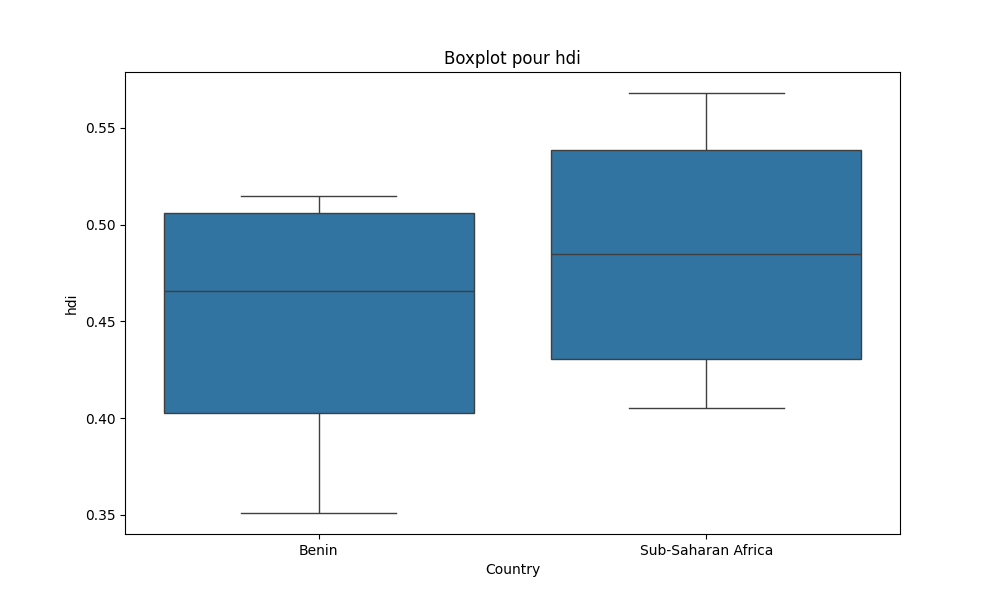 Boxplot pour hdi
0.55
0.50
0.45
0.40
0.35
hdi
Benin
Sub-Saharan Africa
Country